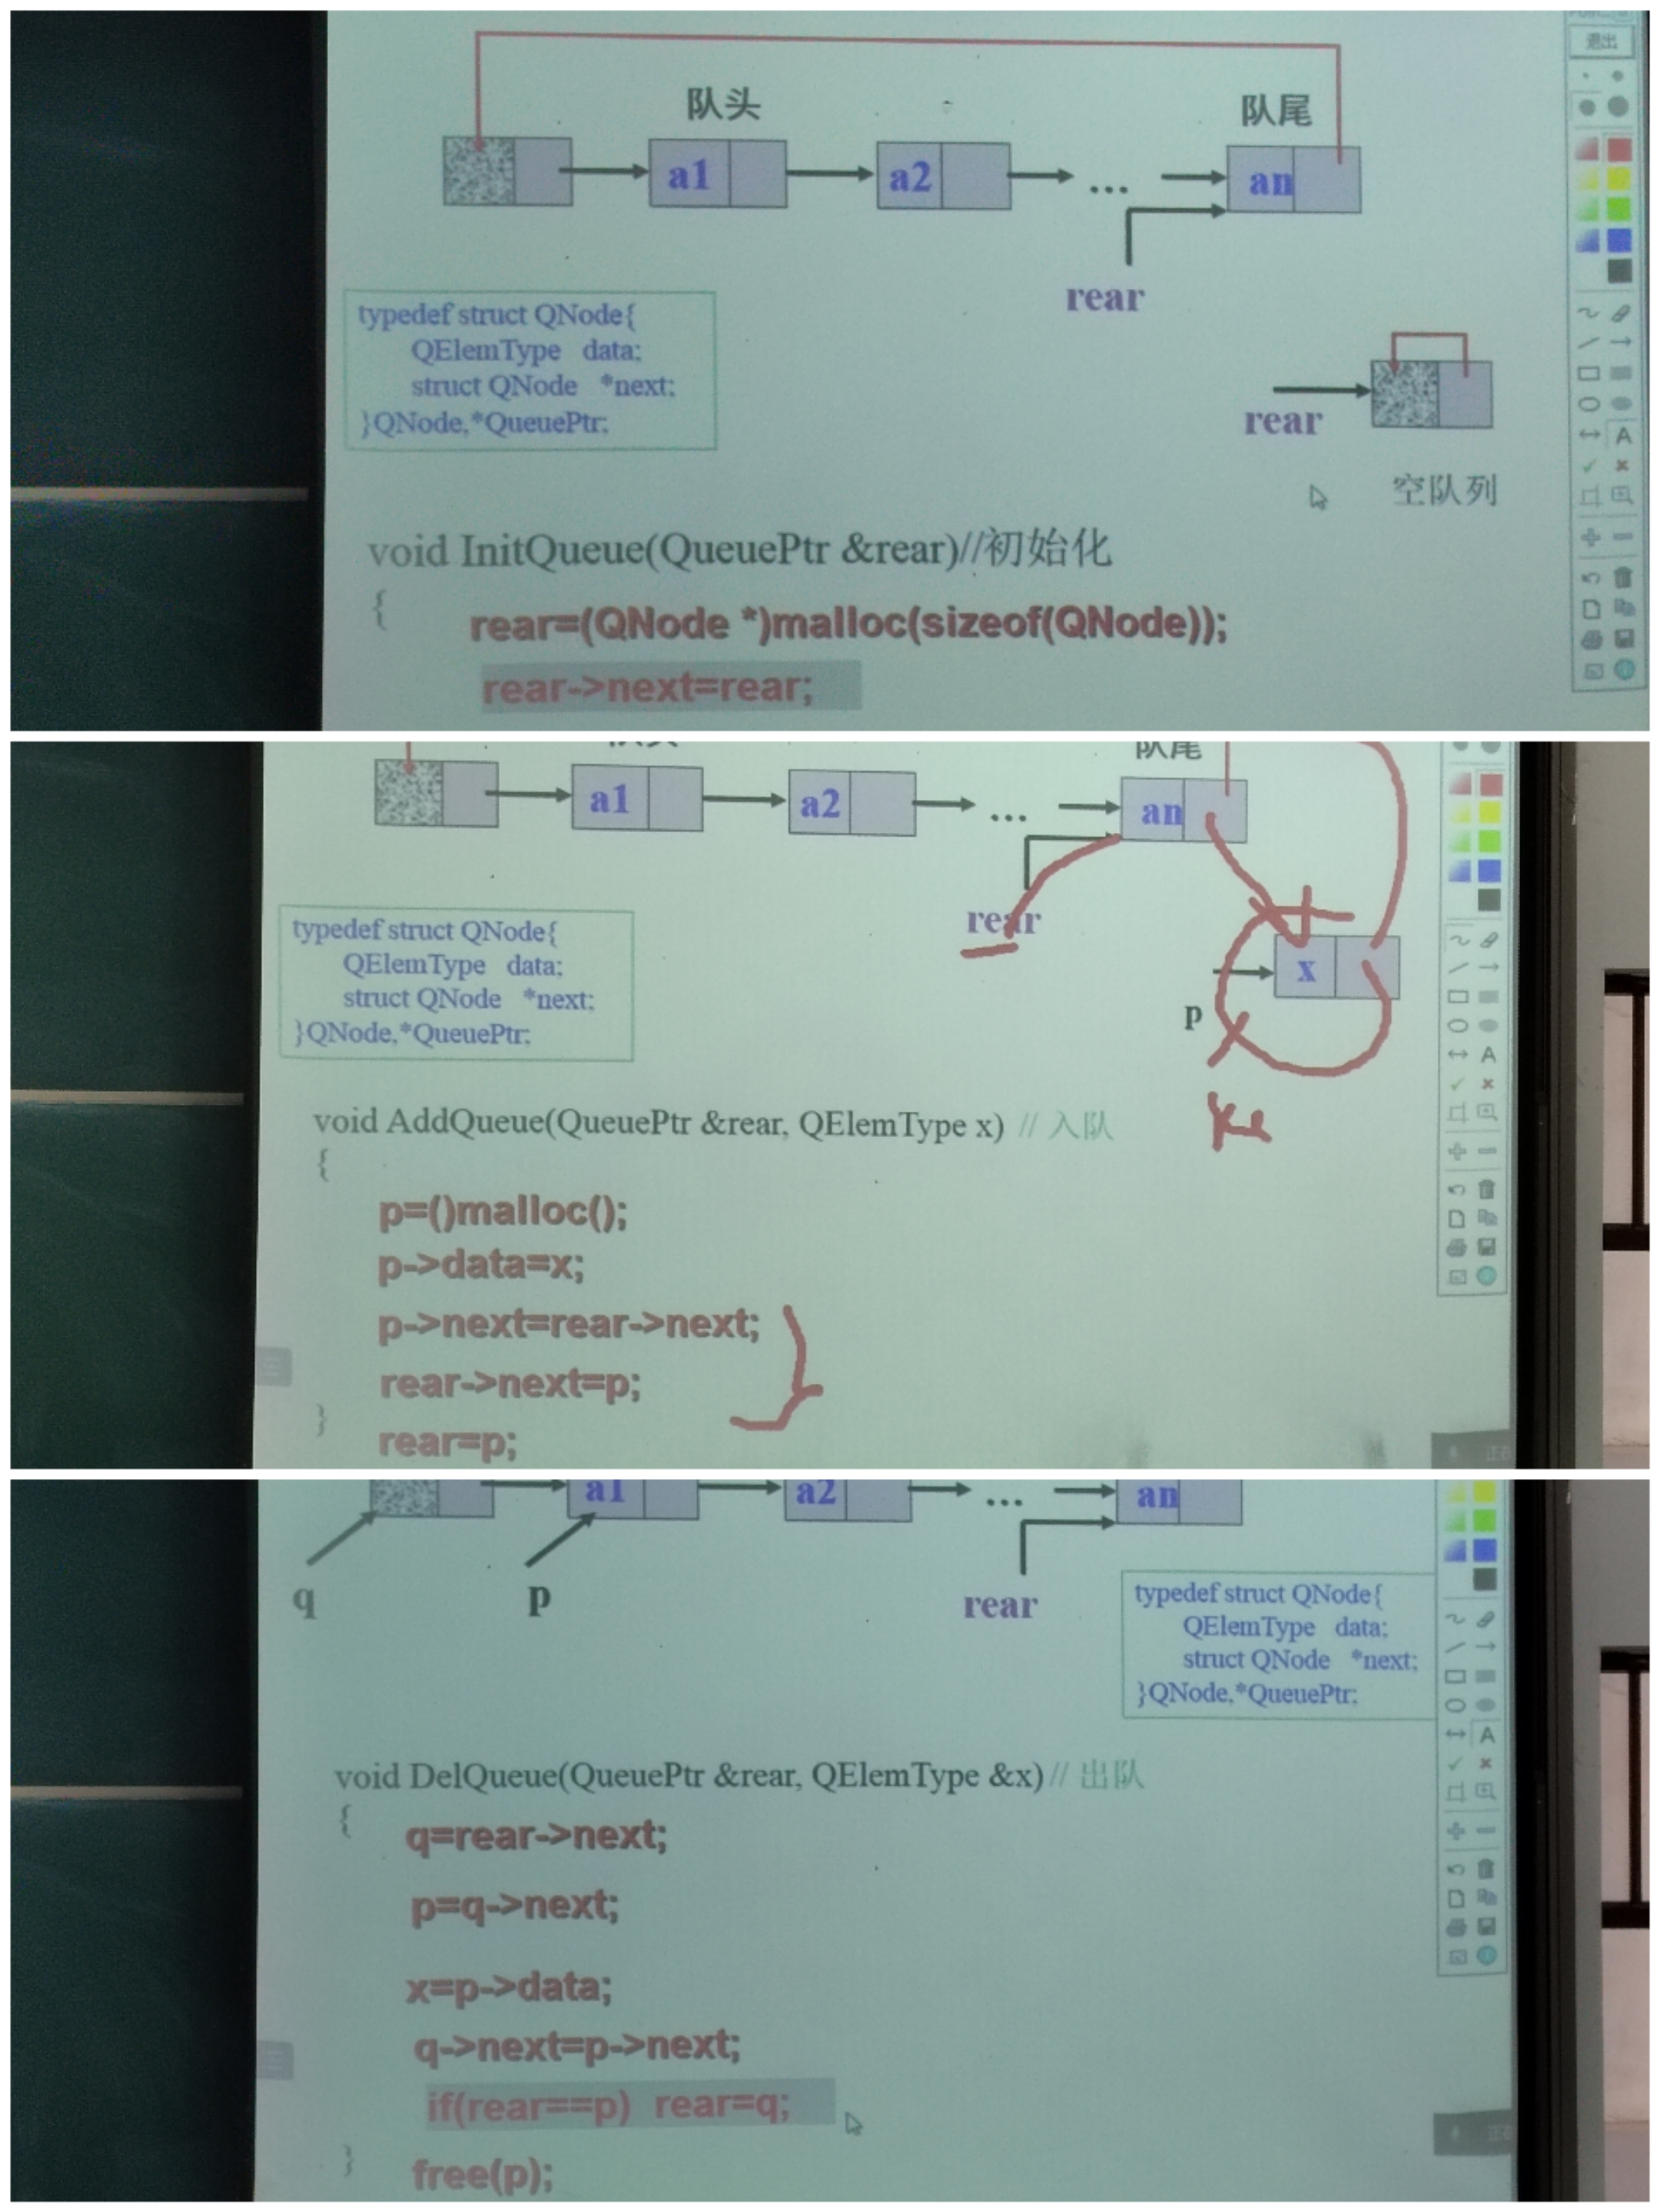 退出
队头
队尾
a1
a2
...
an
rear
typedef struct QNode{
QElemType data;
struct QNode *next;
}QNode,*QueuePtr;
rear
空队列
void InitQueue(QueuePtr &rear)//初始化
{
rear=(QNode *)malloc(sizeof(QNode));
rear->next=rear;
A
队尾
a1
a2
...
an
rear
typedef struct QNode{
QElemType data;
struct QNode *next;
}QNode,*QueuePtr;
x
p
A
void AddQueue(QueuePtr &rear, QElemType x) // 入队
{
p=()malloc();
p->data=x;
p->next=rear->next;
rear->next=p;
}
rear=p;
a1
a2
...
an
q
p
rear
typedef struct QNode{
QElemType data;
struct QNode *next;
}QNode,*QueuePtr;
A
void DelQueue(QueuePtr &rear, QElemType &x) // 出队
{
q=rear->next;
p=q->next;
x=p->data;
q->next=p->next;
if(rear==p) rear=q;
}
free(p);